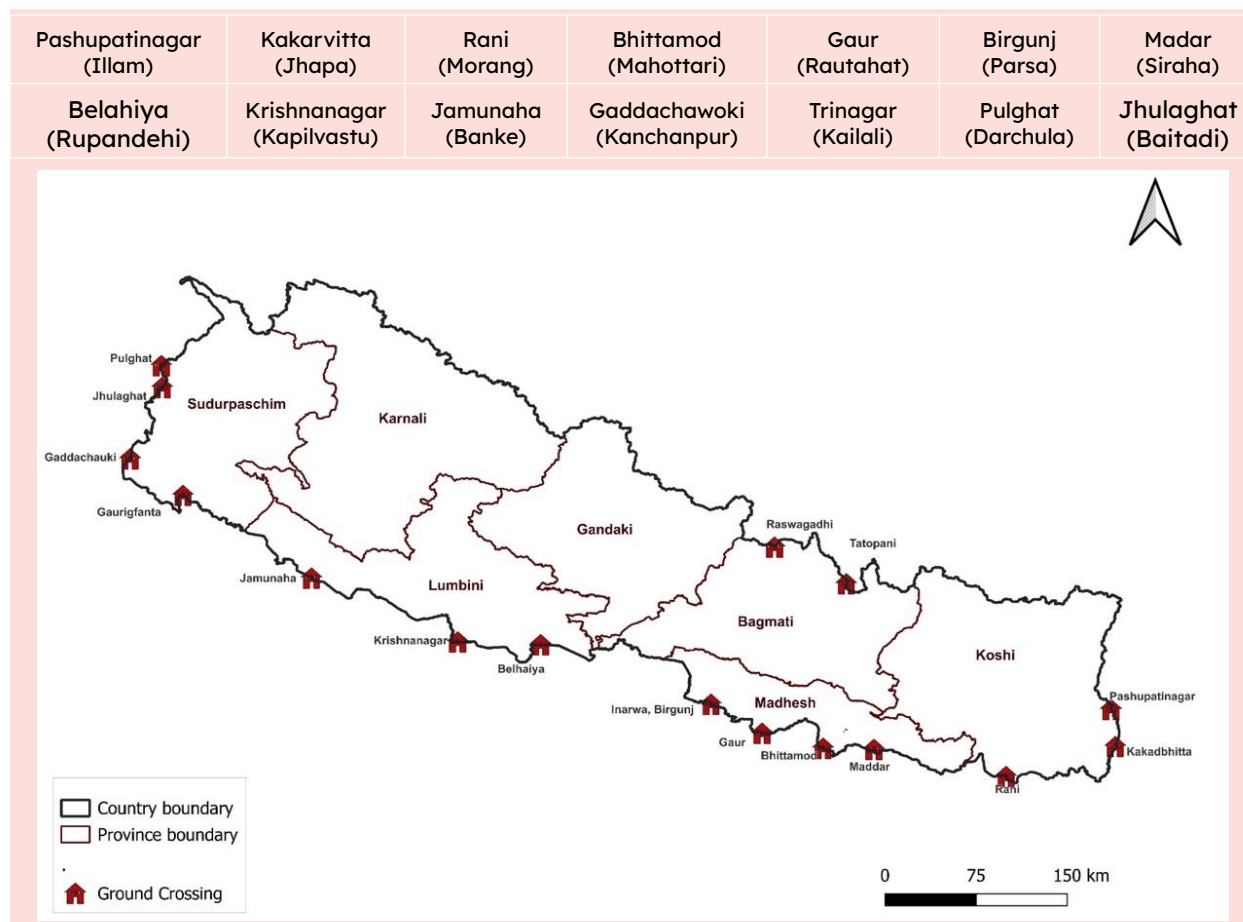 Pashupatinagar
(Illam)
Kakarvitta
(Jhapa)
Rani
(Morang)
Bhittamod
(Mahottari)
Gaur
(Rautahat)
Birgunj
(Parsa)
Madar
(Siraha)
Belahiya
(Rupandehi)
Krishnanagar
(Kapilvastu)
Jamunaha
(Banke)
Gaddachawoki
(Kanchanpur)
Trinagar
(Kailali)
Pulghat
(Darchula)
Jhulaghat
(Baitadi)
Pulghat
Jhulaghat
Sudurpaschim
Karnali
Gaddachauki
Gaurigfanta
Gandaki
Raswagadhi
Tatopani
Jamunaha
Lumbini
Bagmati
Krishnanagar
Belhaiya
Koshi
Pashupatinagar
Inarwa, Birgunj
Madhesh
Gaur
Bhittamod
Maddar
Kakadbhitta
Rani
Country boundary
Province boundary
Ground Crossing
0 75 150 km